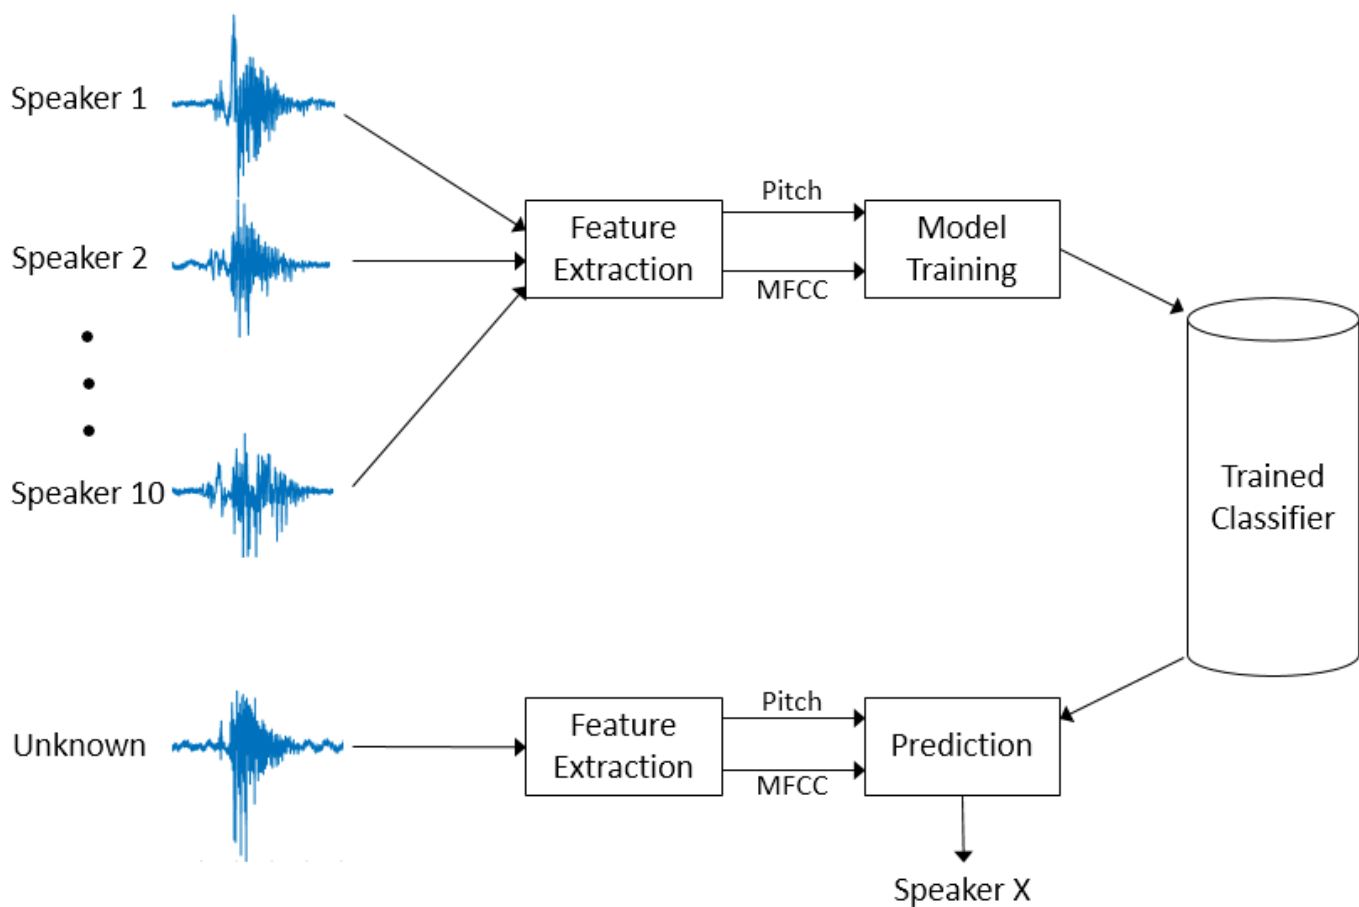 Speaker 1
Speaker 2
Speaker 10
Feature
Extraction
Pitch
MFCC
Model
Training
Trained
Classifier
Unknown
Feature
Extraction
Pitch
MFCC
Prediction
Speaker X